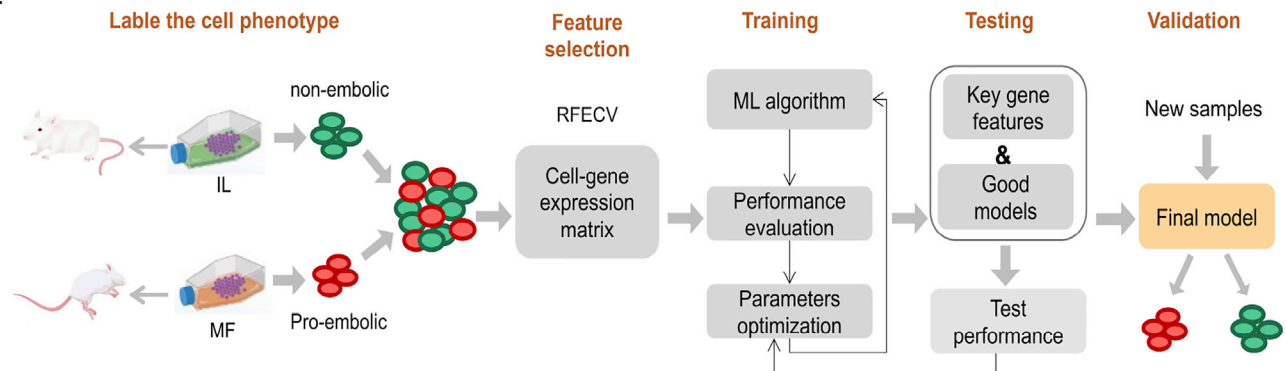 Lable the cell phenotype
Feature
selection
Training
Testing
Validation
non-embolic
IL
MF
Pro-embolic
RFECV
Cell-gene
expression
matrix
ML algorithm
Performance
evaluation
Parameters
optimization
Key gene
features
&
Good
models
Test
performance
New samples
Final model